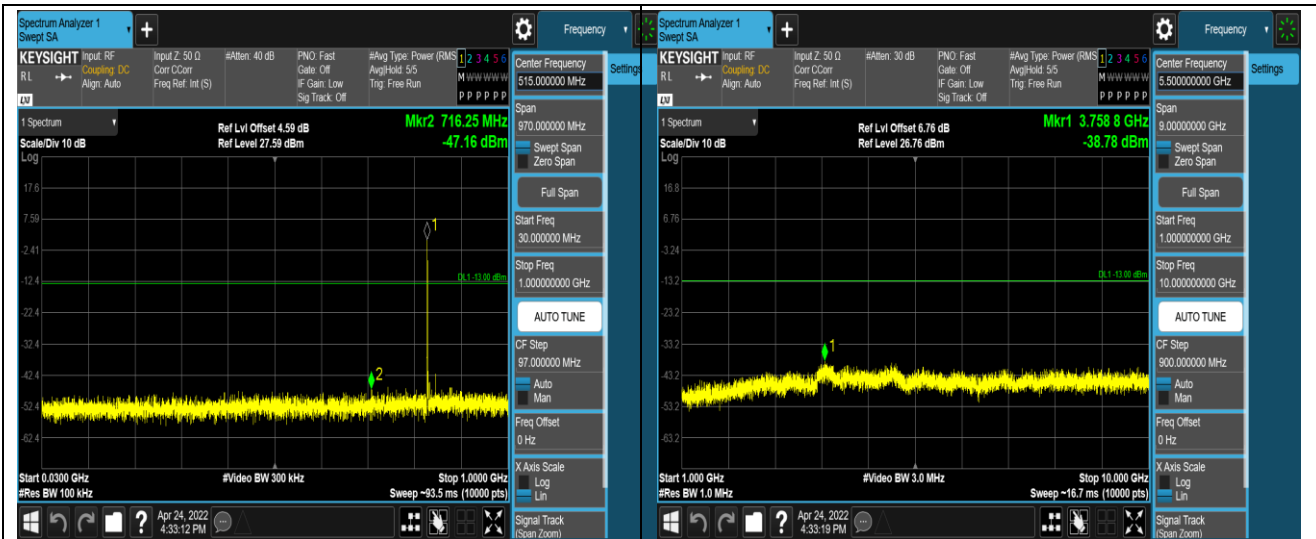 Spectrum Analyzer 1
Swept SA
Frequency
KEYSIGHT
Input: RF
Coupling: DC
Align: Auto
Input Z: 50 Ω
Corr CCorr
Freq Ref: Int (S)
#Atten: 40 dB
PNO: Fast
Gate: Off
IF Gain: Low
Sig Track: Off
#Avg Type: Power (RMS
Avg|Hold: 5/5
Trig: Free Run
1 2 3 4 5 6
M W W W W W
P P P P P P
R L
LXI
Center Frequency
515.000000 MHz
Settings
1 Spectrum
Scale/Div 10 dB
Log
Ref Lvl Offset 4.59 dB
Ref Level 27.59 dBm
Mkr2 716.25 MHz
-47.16 dBm
17.6
7.59
-2.41
-12.4
-22.4
-32.4
-42.4
-52.4
-62.4
1
DL1 -13.00 dBm
2
Start 0.0300 GHz
#Res BW 100 kHz
#Video BW 300 kHz
Stop 1.0000 GHz
Sweep ~93.5 ms (10000 pts)
Span
970.000000 MHz
Swept Span
Zero Span
Full Span
Start Freq
30.000000 MHz
Stop Freq
1.000000000 GHz
AUTO TUNE
CF Step
97.000000 MHz
Auto
Man
Freq Offset
0 Hz
X Axis Scale
Log
Lin
Signal Track
(Span Zoom)
?
Apr 24, 2022
4:33:12 PM
Spectrum Analyzer 1
Swept SA
Frequency
KEYSIGHT
Input: RF
Coupling: DC
Align: Auto
Input Z: 50 Ω
Corr CCorr
Freq Ref: Int (S)
#Atten: 30 dB
PNO: Fast
Gate: Off
IF Gain: Low
Sig Track: Off
#Avg Type: Power (RMS
Avg|Hold: 5/5
Trig: Free Run
1 2 3 4 5 6
M W W W W W
P P P P P P
R L
LXI
Center Frequency
5.500000000 GHz
Settings
1 Spectrum
Scale/Div 10 dB
Log
Ref Lvl Offset 6.76 dB
Ref Level 26.76 dBm
Mkr1 3.758 8 GHz
-38.78 dBm
16.8
6.76
-3.24
-13.2
-23.2
-33.2
-43.2
-53.2
-63.2
DL1 -13.00 dBm
1
Start 1.000 GHz
#Res BW 1.0 MHz
#Video BW 3.0 MHz
Stop 10.000 GHz
Sweep ~16.7 ms (10000 pts)
Span
9.00000000 GHz
Swept Span
Zero Span
Full Span
Start Freq
1.000000000 GHz
Stop Freq
10.000000000 GHz
AUTO TUNE
CF Step
900.000000 MHz
Auto
Man
Freq Offset
0 Hz
X Axis Scale
Log
Lin
Signal Track
(Span Zoom)
?
Apr 24, 2022
4:33:19 PM